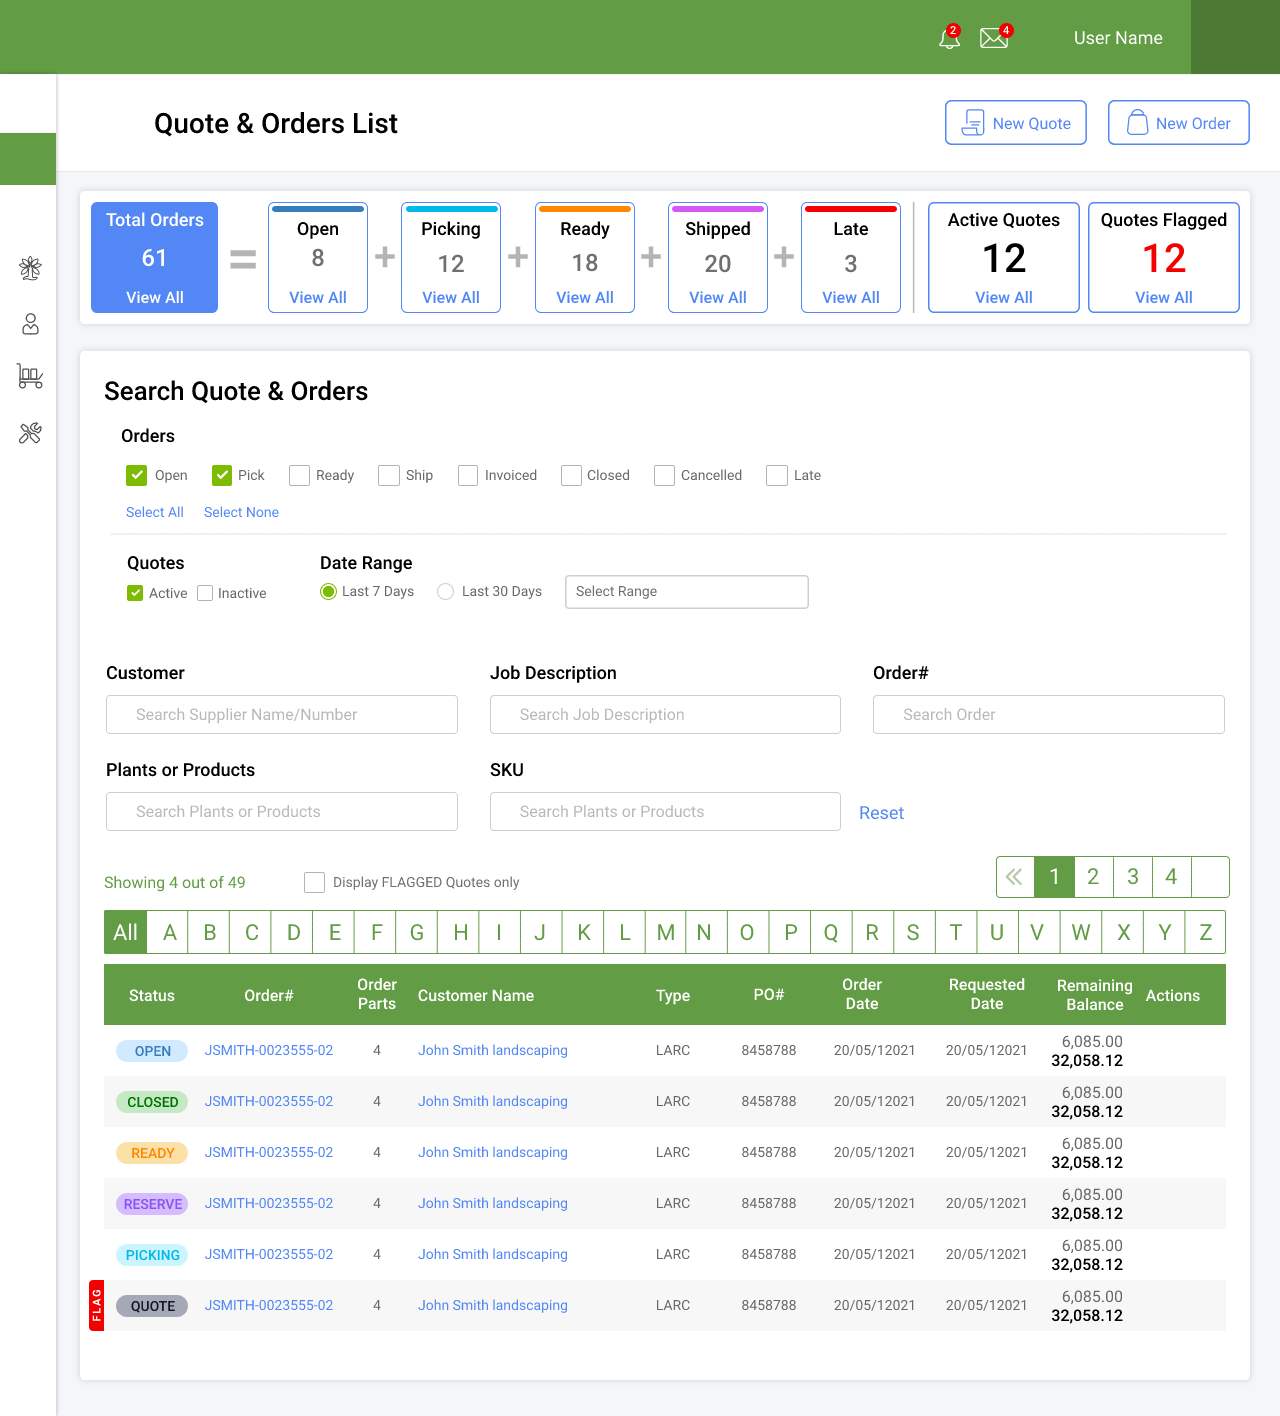 2
4
User Name
Quote & Orders List
New Quote
New Order
Total Orders
61
View All
=
Open
8
View All
+
Picking
12
View All
+
Ready
18
View All
+
Shipped
20
View All
+
Late
3
View All
Active Quotes
12
View All
Quotes Flagged
12
View All
Search Quote & Orders
Orders
Open Pick Ready Ship Invoiced Closed Cancelled Late
Select All Select None
Quotes Date Range
Active Inactive Last 7 Days Last 30 Days Select Range
Customer Job Description Order#
Search Supplier Name/Number Search Job Description Search Order
Plants or Products SKU
Search Plants or Products Search Plants or Products Reset
Showing 4 out of 49 Display FLAGGED Quotes only
1 2 3 4
All A B C D E F G H I J K L M N O P Q R S T U V W X Y Z
Status Order# Order Parts Customer Name Type PO# Order Date Requested Date Remaining Balance Actions
OPEN JSMITH-0023555-02 4 John Smith landscaping LARC 8458788 20/05/12021 20/05/12021 6,085.00
32,058.12
CLOSED JSMITH-0023555-02 4 John Smith landscaping LARC 8458788 20/05/12021 20/05/12021 6,085.00
32,058.12
READY JSMITH-0023555-02 4 John Smith landscaping LARC 8458788 20/05/12021 20/05/12021 6,085.00
32,058.12
RESERVE JSMITH-0023555-02 4 John Smith landscaping LARC 8458788 20/05/12021 20/05/12021 6,085.00
32,058.12
PICKING JSMITH-0023555-02 4 John Smith landscaping LARC 8458788 20/05/12021 20/05/12021 6,085.00
32,058.12
FLAG
QUOTE JSMITH-0023555-02 4 John Smith landscaping LARC 8458788 20/05/12021 20/05/12021 6,085.00
32,058.12